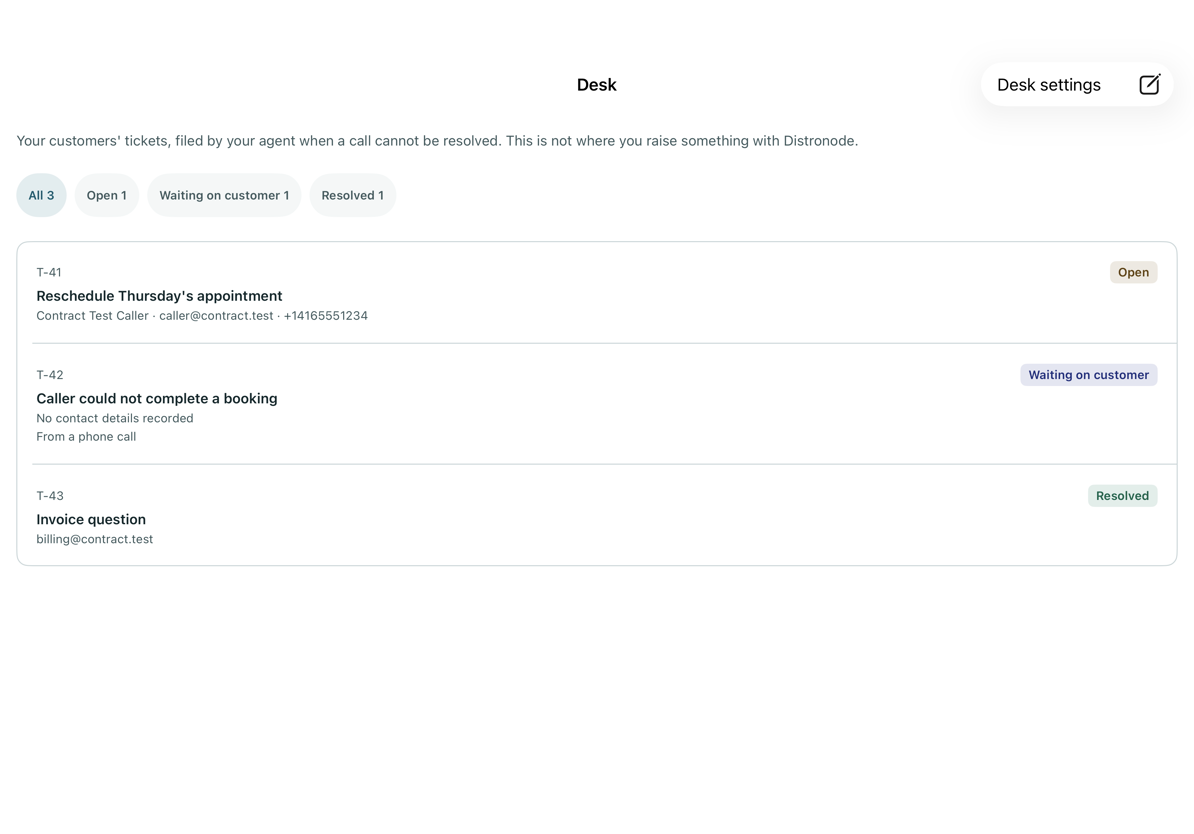 Desk
Desk settings
Your customers' tickets, filed by your agent when a call cannot be resolved. This is not where you raise something with Distronode.
All 3
Open 1
Waiting on customer 1
Resolved 1
T-41
Open
Reschedule Thursday's appointment
Contract Test Caller · caller@contract.test · +14165551234
T-42
Waiting on customer
Caller could not complete a booking
No contact details recorded
From a phone call
T-43
Resolved
Invoice question
billing@contract.test